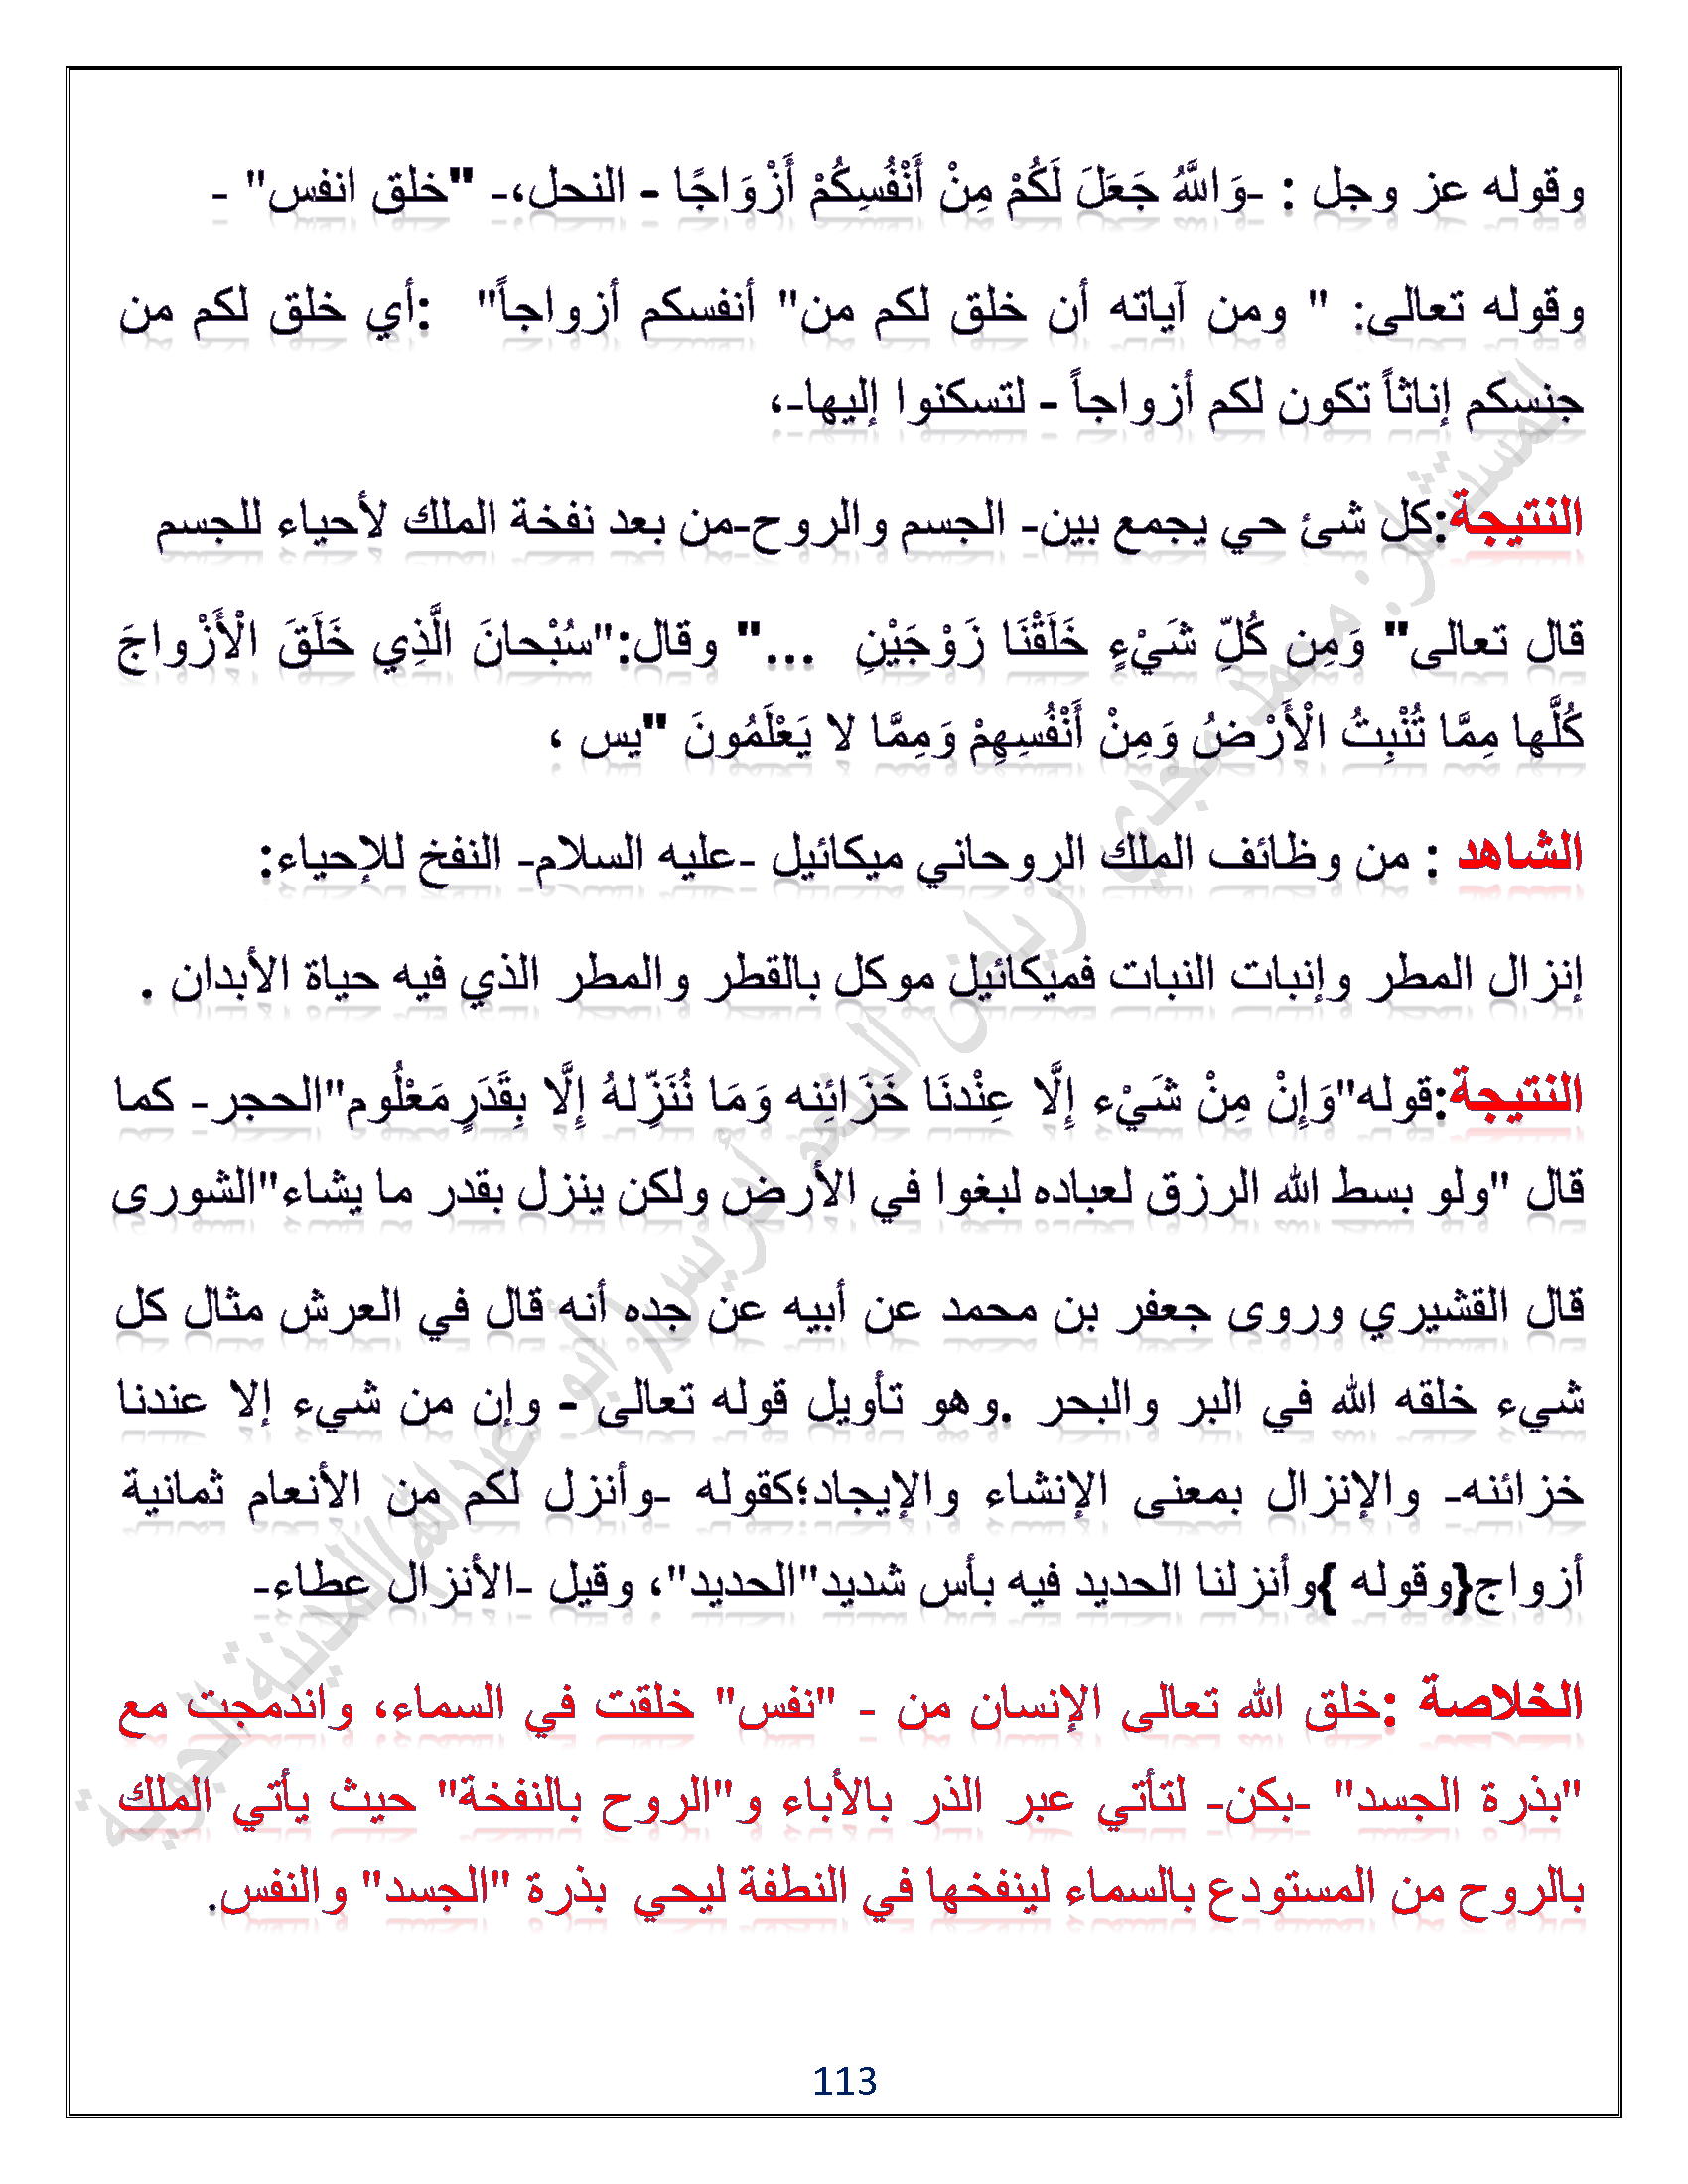 وقوله عز وجل : -وَاللَّهُ جَعَلَ لَكُمْ مِنْ أَنْفُسِكُمْ أَزْوَاجًا - النحل،- "خلق انفس" -
وقوله تعالى: " ومن آياته أن خلق لكم من" أنفسكم أزواجاً" :أي خلق لكم من
جنسكم إناثاً تكون لكم أزواجاً - لتسكنوا إليها-،
النتيجة:كل شئ حي يجمع بين- الجسم والروح-من بعد نفخة الملك لأحياء للجسم
قال تعالى" وَمِن كُلِّ شَيْءٍ خَلَقْنَا زَوْجَيْنِ ..." وقال:"سُبْحانَ الَّذِي خَلَقَ الْأَزْواجَ
كُلَّها مِمَّا تُنْبِتُ الْأَرْضُ وَمِنْ أَنْفُسِهِمْ وَمِمَّا لا يَعْلَمُونَ "يس ،
الشاهد : من وظائف الملك الروحاني ميكائيل -عليه السلام- النفخ للإحياء:
إنزال المطر وإنبات النبات فميكائيل موكل بالقطر والمطر الذي فيه حياة الأبدان .
النتيجة:قوله"وَإِنْ مِنْ شَيْء إِلَّا عِنْدنَا خَزَائِنه وَمَا نُنَزِّلهُ إِلَّا بِقَدَرٍمَعْلُوم"الحجر- كما
قال "ولو بسط الله الرزق لعباده لبغوا في الأرض ولكن ينزل بقدر ما يشاء"الشورى
قال القشيري وروى جعفر بن محمد عن أبيه عن جده أنه قال في العرش مثال كل
شيء خلقه الله في البر والبحر .وهو تأويل قوله تعالى - وإن من شيء إلا عندنا
خزائنه- والإنزال بمعنى الإنشاء والإيجاد؛كقوله -وأنزل لكم من الأنعام ثمانية
أزواج{وقوله }وأنزلنا الحديد فيه بأس شديد"الحديد"، وقيل -الأنزال عطاء-
الخلاصة :خلق الله تعالى الإنسان من - "نفس" خلقت في السماء، واندمجت مع
"بذرة الجسد" -بكن- لتأتي عبر الذر بالأباء و"الروح بالنفخة" حيث يأتي الملك
بالروح من المستودع بالسماء لينفخها في النطفة ليحي بذرة "الجسد" والنفس.
113